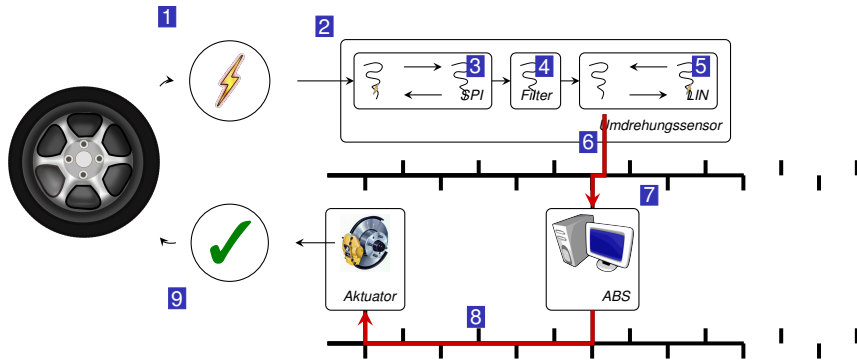 1
2
3
4
5
SPI
Filter
LIN
Umdrehungssensor
6
7
Aktuator
ABS
9
8